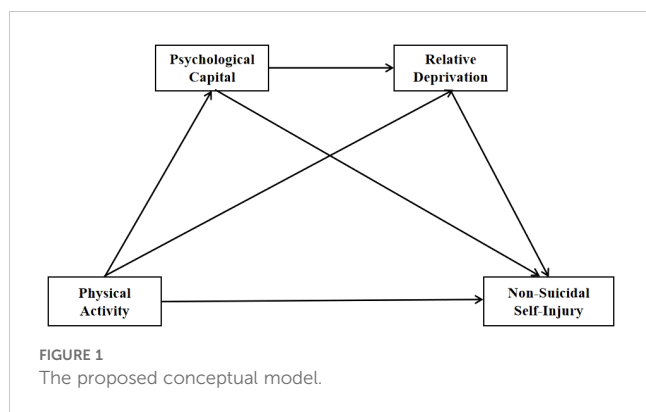 Psychological
Capital
Relative
Deprivation
Physical
Activity
Non-Suicidal
Self-Injury
FIGURE 1
The proposed conceptual model.